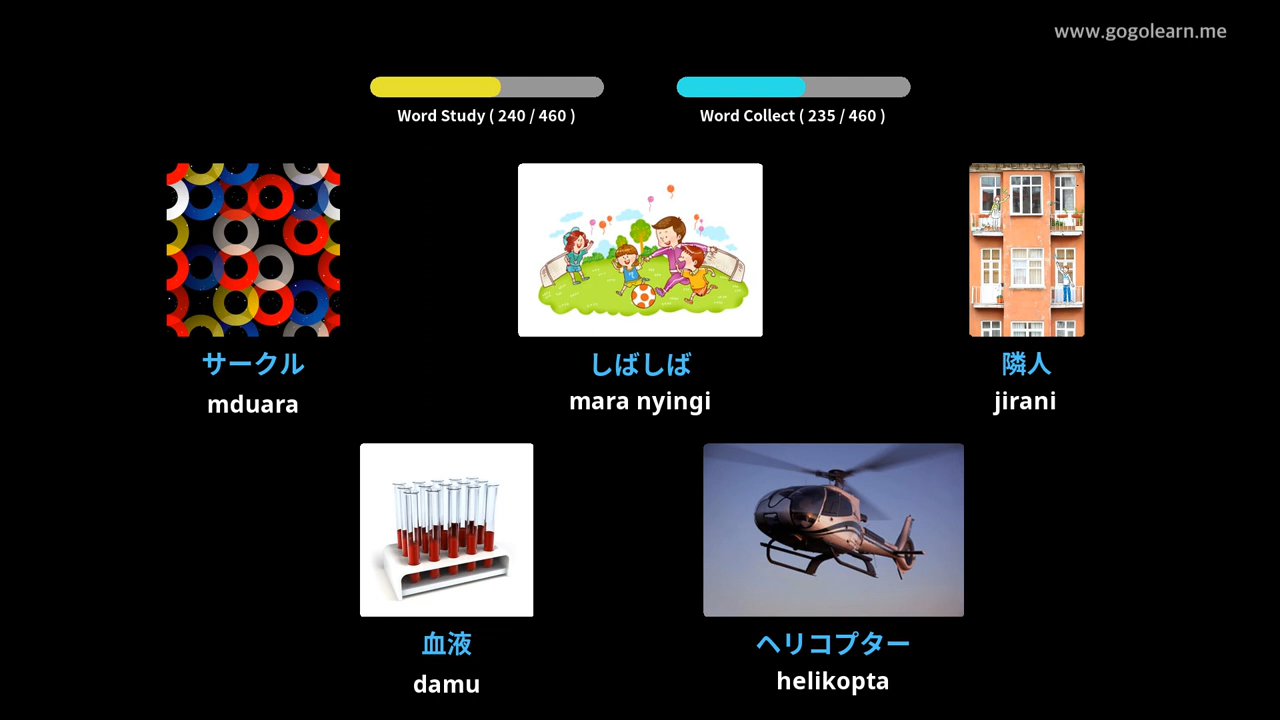 www.gogolearn.me
Word Study ( 240 / 460 )
Word Collect ( 235 / 460 )
サークル
mduara
しばしば
mara nyingi
隣人
jirani
血液
damu
ヘリコプター
helikopta